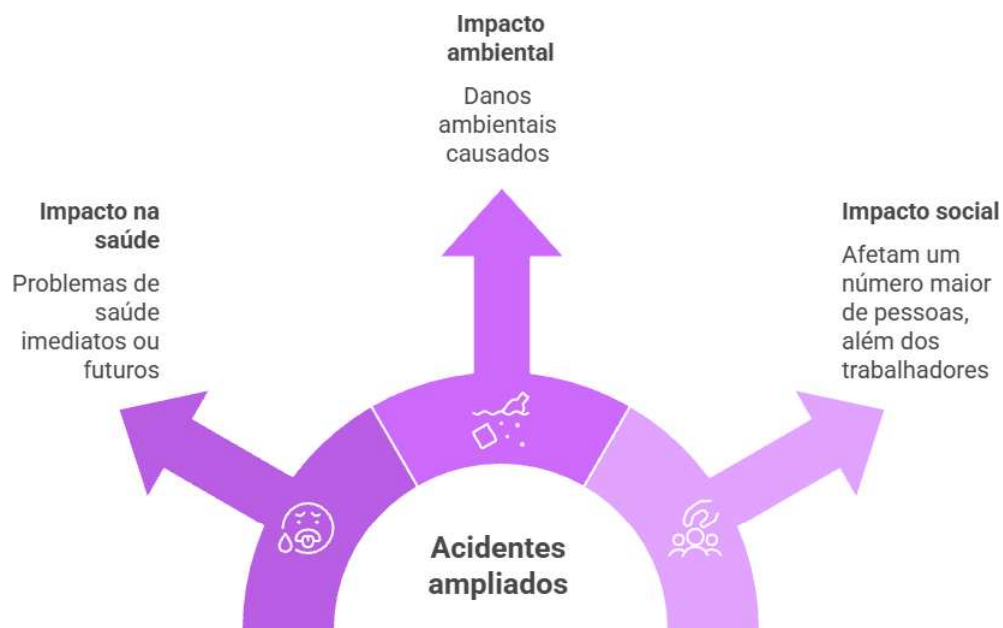 Impacto
ambiental
Danos
ambientais
causados
Impacto na
saúde
Problemas de
saúde
imediatos ou
futuros
Impacto social
Afetam um
número maior
de pessoas,
além dos
trabalhadores
Acidentes
ampliados